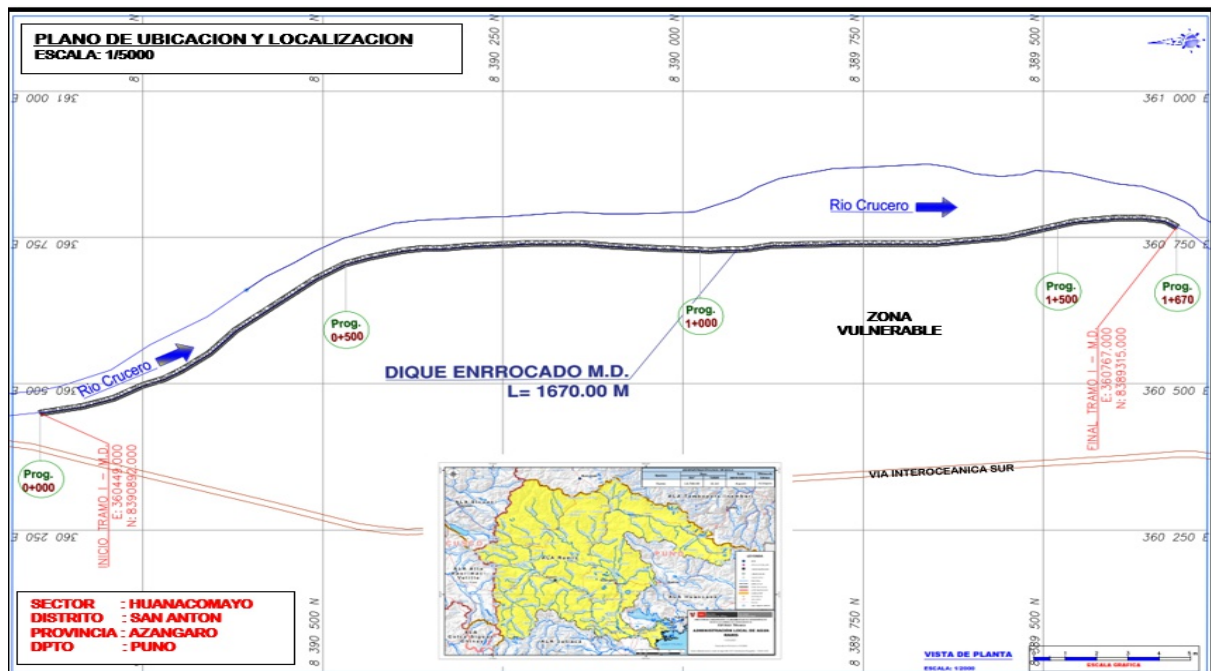 PLANO DE UBICACION Y LOCALIZACION
ESCALA: 1/5000
8 390 250 N
8 390 000 N
8 389 750 N
8 389 500 N
361 000 E
361 000 E
Rio Crucero
360 750 E
360 750 E
Prog.
0+500
Prog.
1+000
Prog.
1+500
Prog.
1+670
ZONA
VULNERABLE
Rio Crucero
DIQUE ENRROCADO M.D.
L= 1670.00 M
360 500 E
360 500 E
Prog.
0+000
INICIO TRAMO I - M.D.
E: 360449.000
N: 8390892.000
FINAL TRAMO I - M.D.
E: 360767.000
N: 8389315.000
VIA INTEROCEANICA SUR
360 250 E
360 250 E
CUSCO
PUNO
SECTOR : HUANACOMAYO
DISTRITO : SAN ANTON
PROVINCIA : AZANGARO
DPTO : PUNO
8 390 500 N
8 389 750 N
8 389 500 N
VISTA DE PLANTA
ESCALA: 1/2000
ESCALA GRAFICA